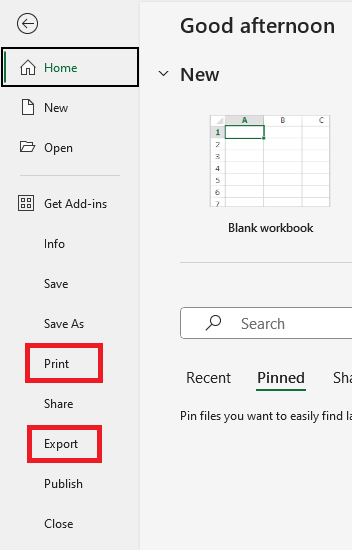 Good afternoon
Home
New
Open
Get Add-ins
Info
Save
Save As
Print
Share
Export
Publish
Close
New
A B C
1
2
3
4
5
6
7
Blank workbook
Search
Recent Pinned Sha
Pin files you want to easily find la